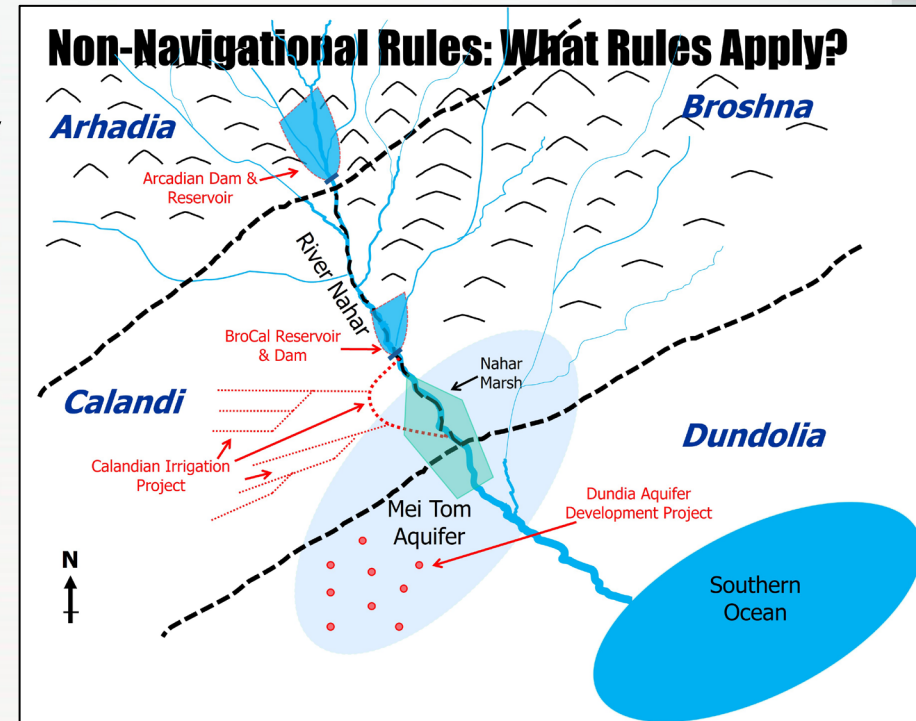 Non-Navigational Rules: What Rules Apply?
Arhadia
Broshna
Arcadian Dam &
Reservoir
River Nahar
BroCal Reservoir
& Dam
Nahar
Marsh
Calandi
Dundolia
Calandian Irrigation
Project
Dundia Aquifer
Development Project
Mei Tom
Aquifer
N
Southern
Ocean